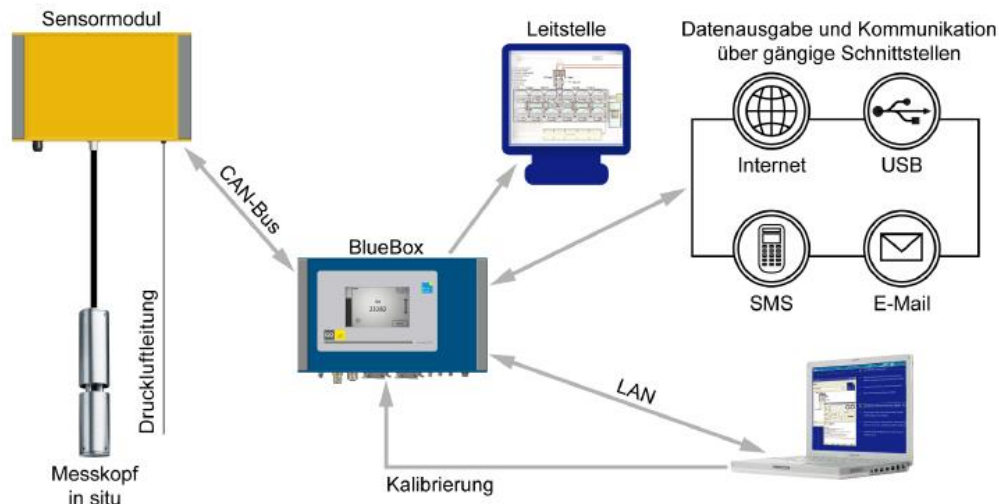 Sensormodul
Leitstelle
Datenausgabe und Kommunikation
über gängige Schnittstellen
Internet
USB
SMS
E-Mail
CAN-Bus
BlueBox
Druckluftleitung
Messkopf
in situ
LAN
Kalibrierung